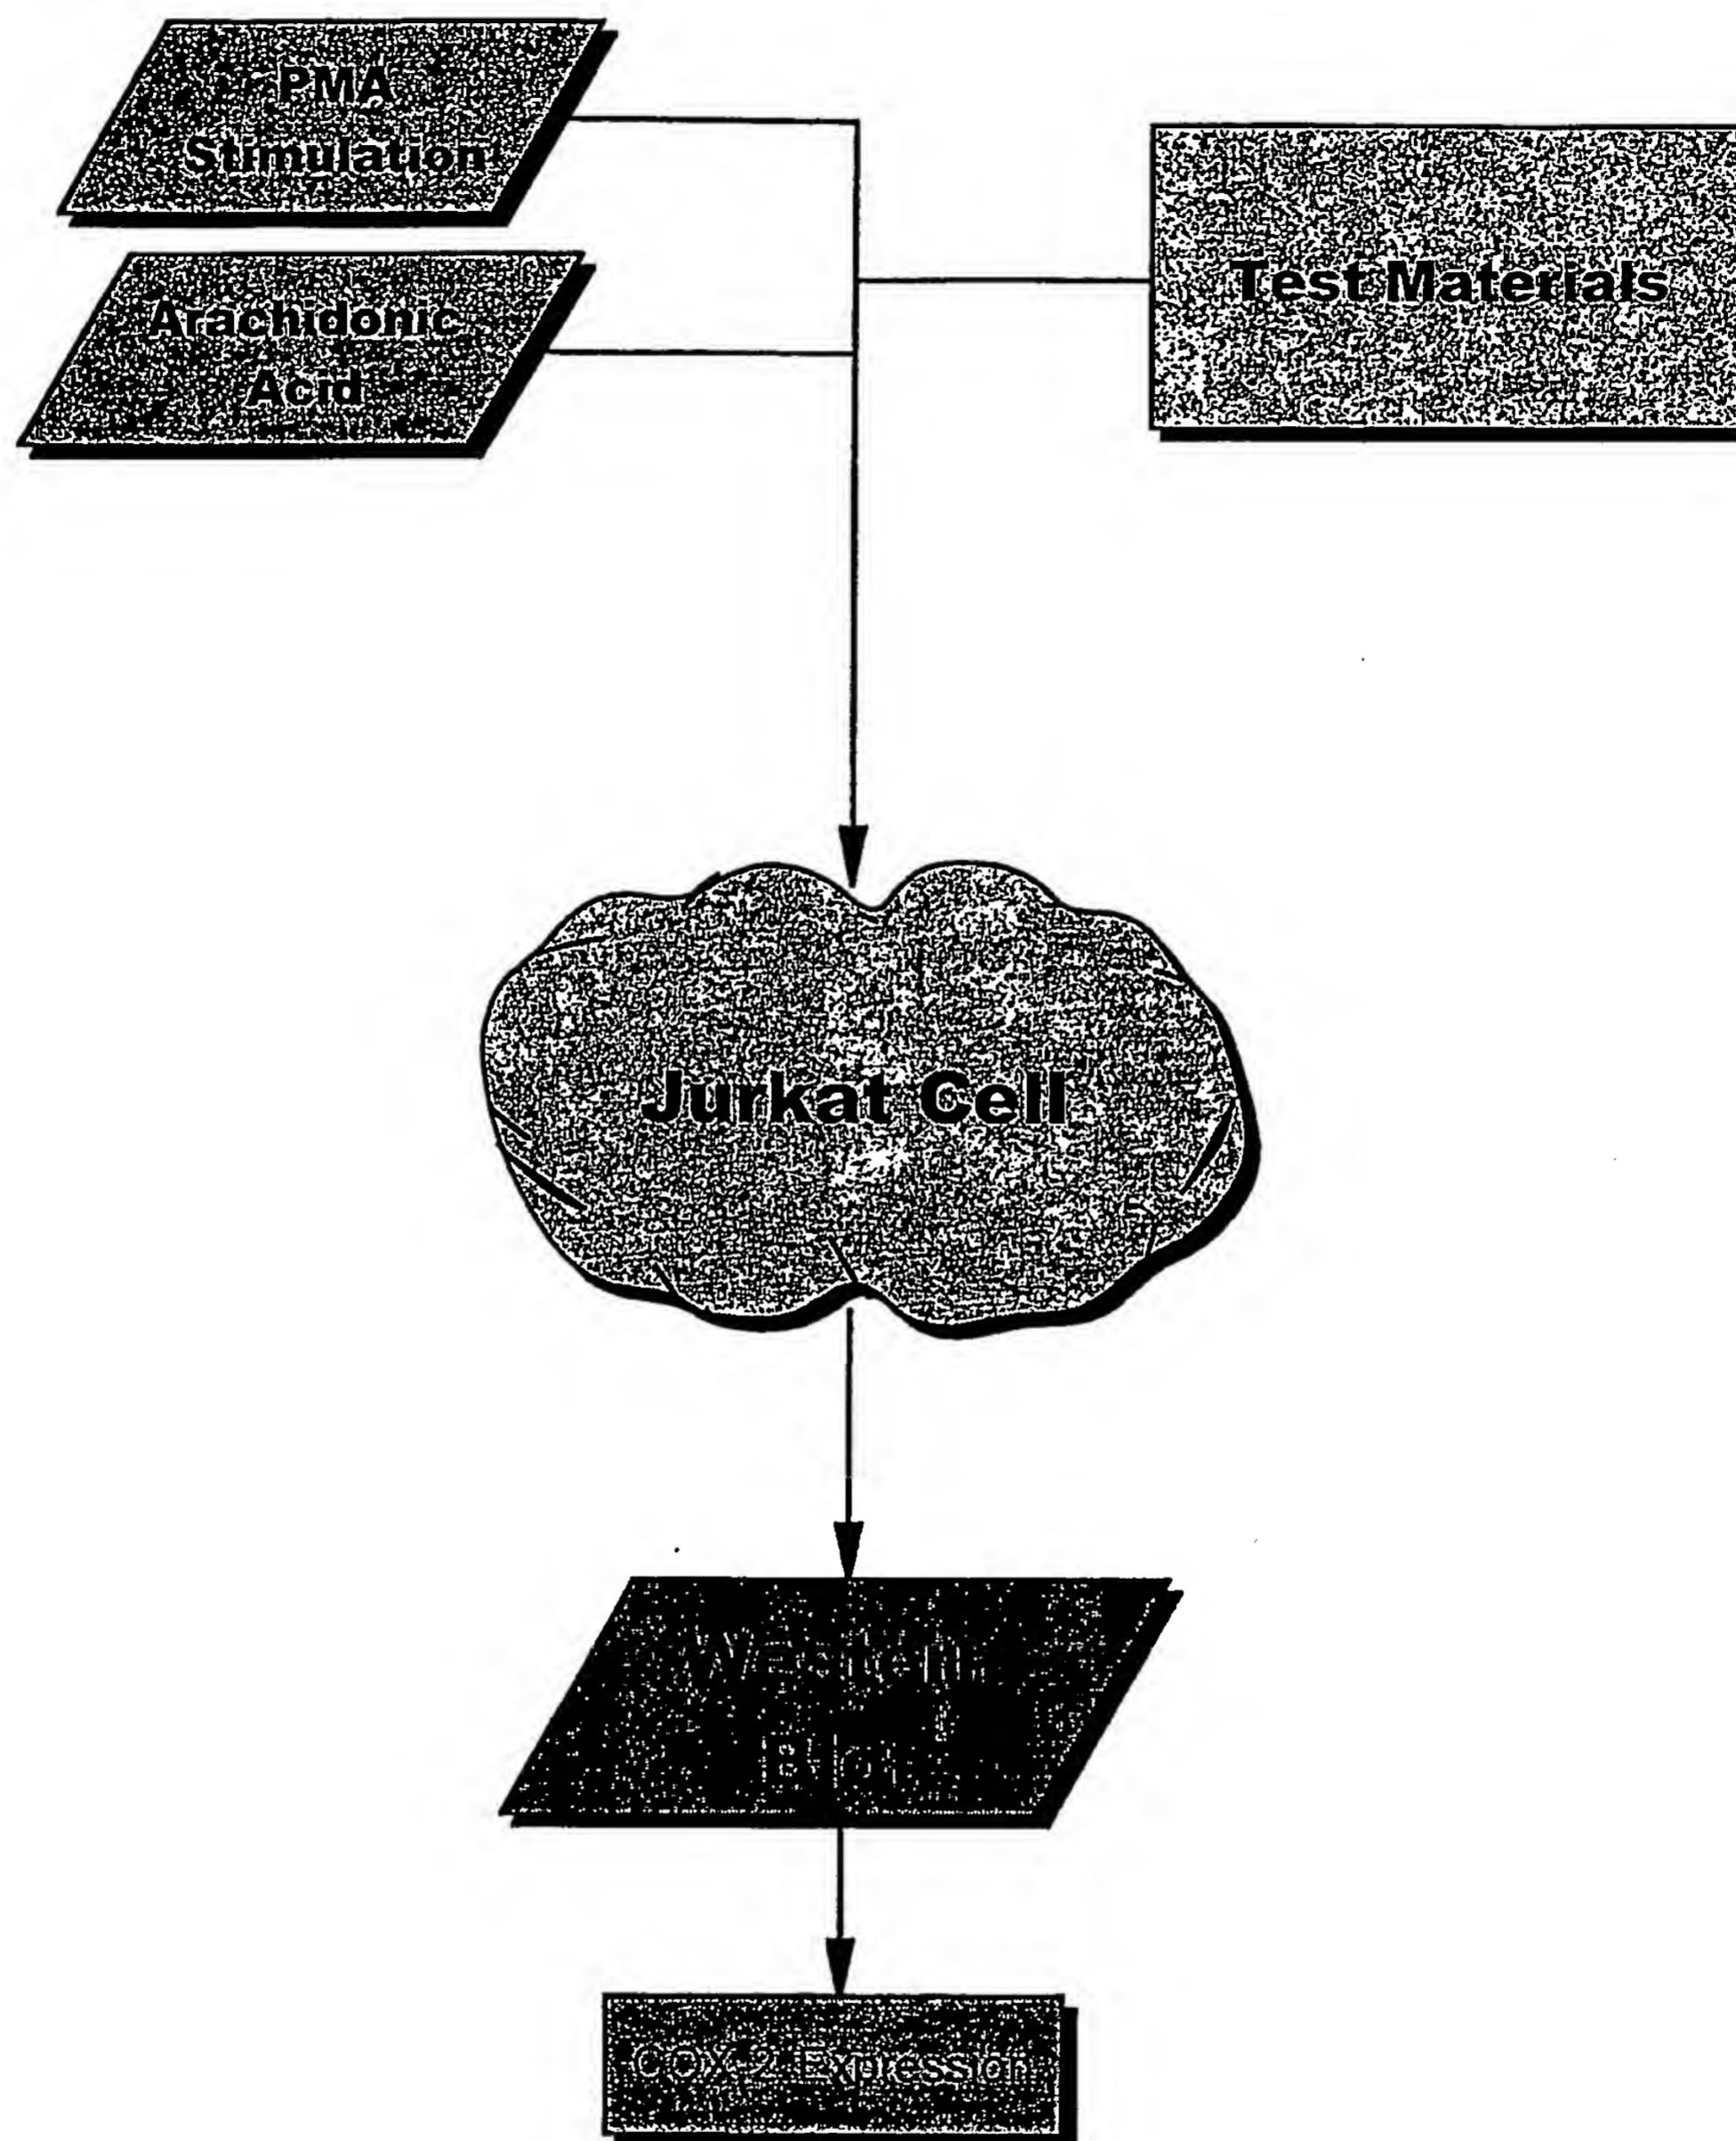 PMA
Stimulation
Arachidonic
Acid
Test Materials
Jurkat Cell
Western
Blot
COX-2 Expression